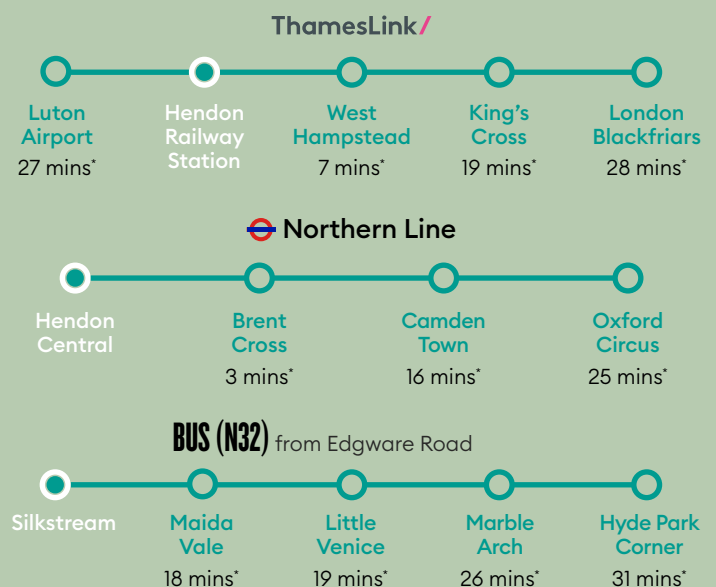 ThamesLink/
Luton
Airport
27 mins*
Hendon
Railway
Station
West
Hampstead
7 mins*
King's
Cross
19 mins*
London
Blackfriars
28 mins*
Northern Line
Hendon
Central
Brent
Cross
3 mins*
Camden
Town
16 mins*
Oxford
Circus
25 mins*
BUS (N32) from Edgware Road
Silkstream
Maida
Vale
18 mins*
Little
Venice
19 mins*
Marble
Arch
26 mins*
Hyde Park
Corner
31 mins*